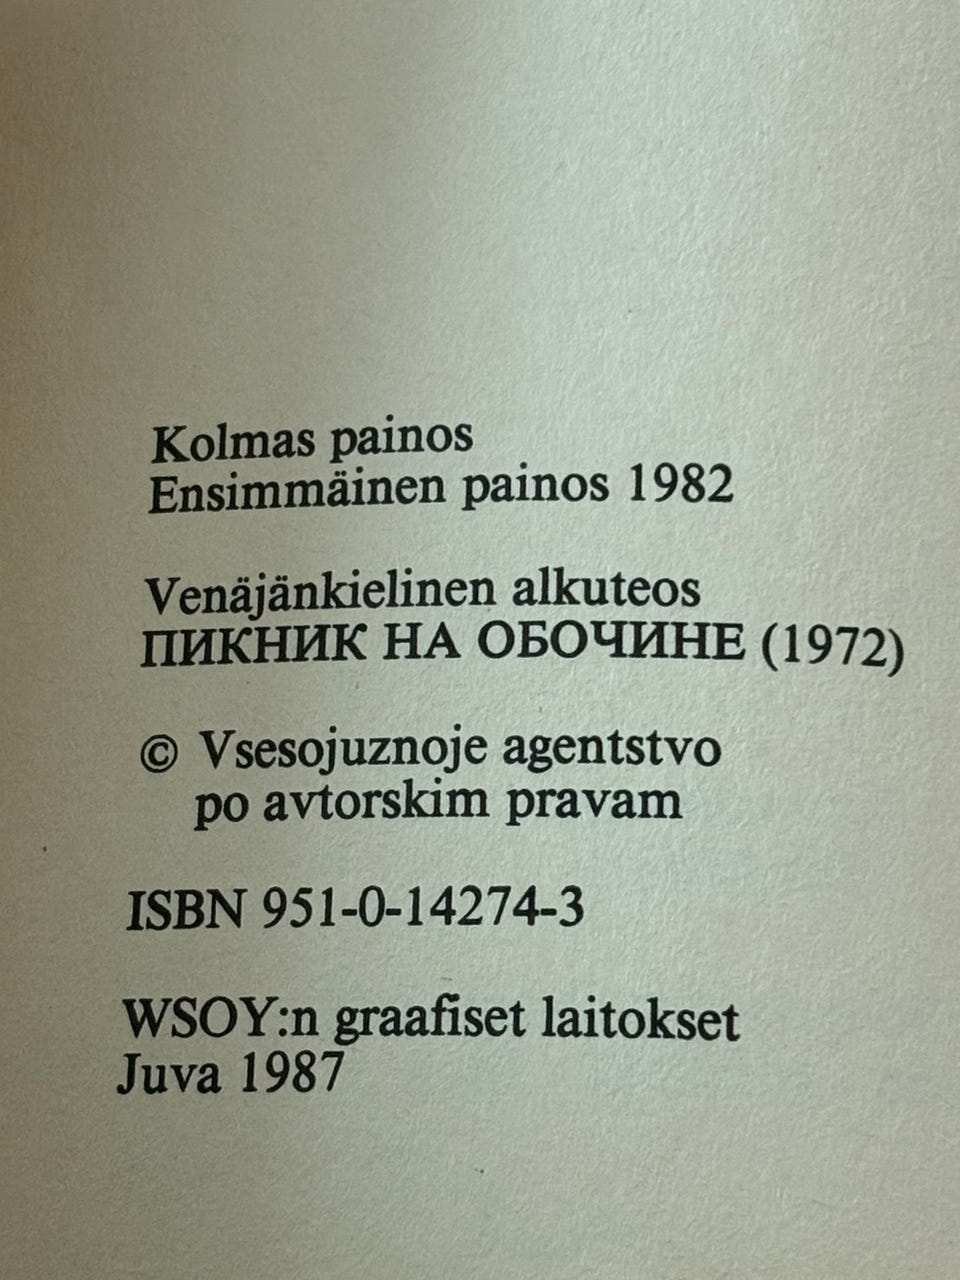 Kolmas painos
Ensimmäinen painos 1982
Venäjänkielinen alkuteos
ПИКНИК НА ОБОЧИНЕ (1972)
© Vsesojuznoje agentstvo
po avtorskim pravam
ISBN 951-0-14274-3
WSOY:n graafiset laitokset
Juva 1987